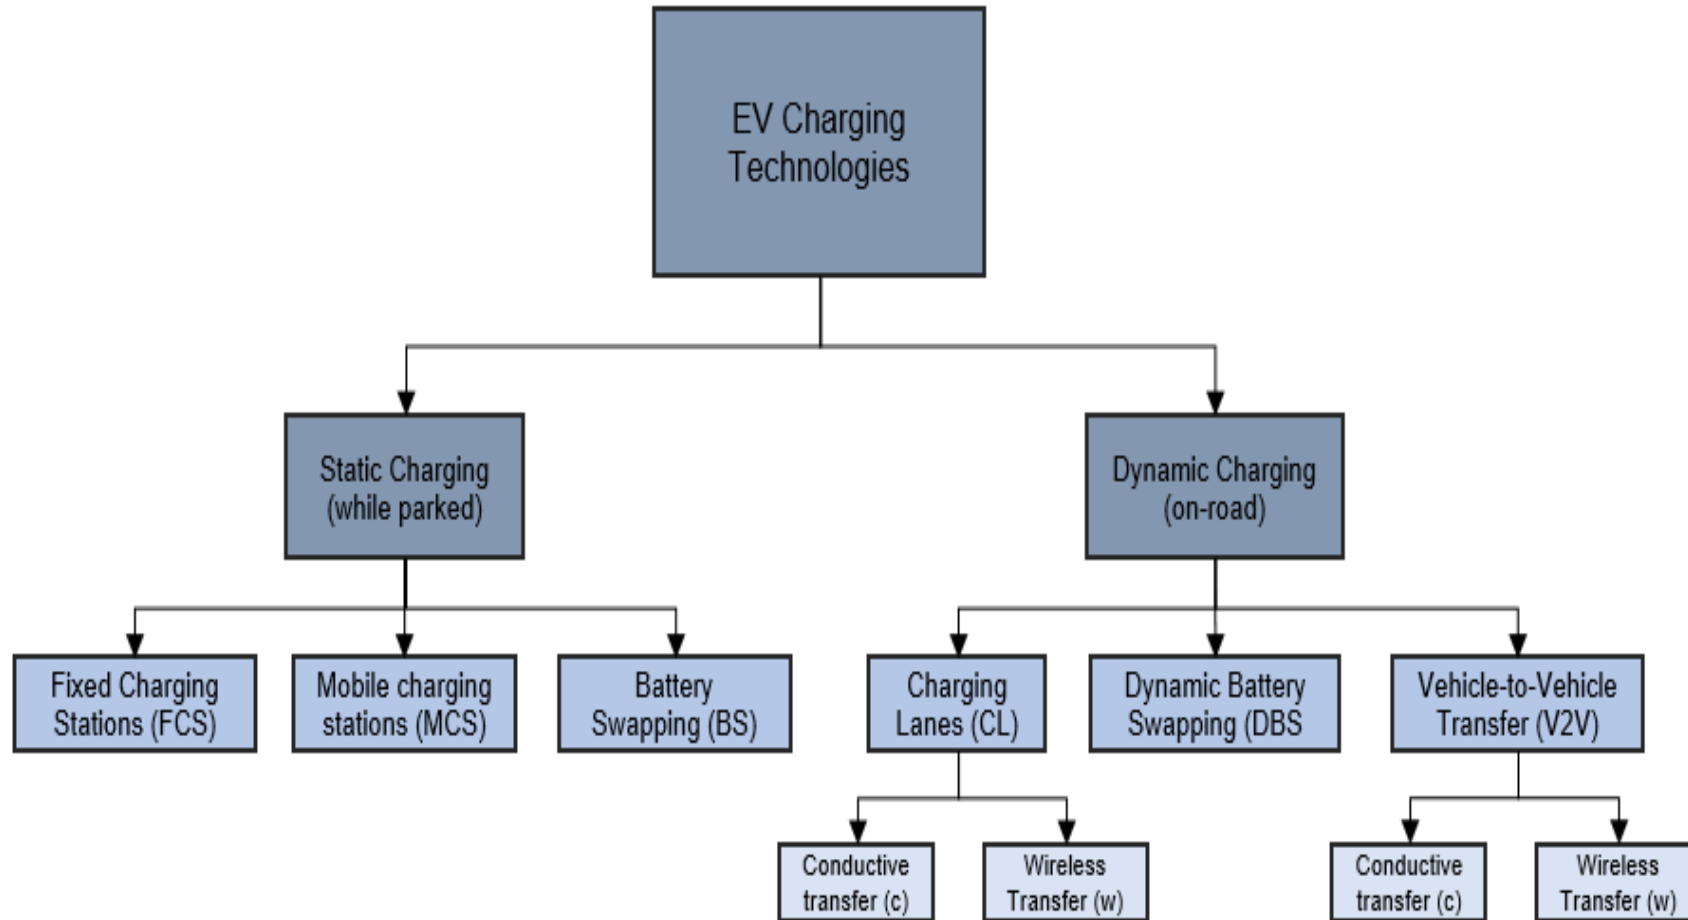 EV Charging
Technologies
Static Charging
(while parked)
Dynamic Charging
(on-road)
Fixed Charging
Stations (FCS)
Mobile charging
stations (MCS)
Battery
Swapping (BS)
Charging
Lanes (CL)
Dynamic Battery
Swapping (DBS
Vehicle-to-Vehicle
Transfer (V2V)
Conductive
transfer (c)
Wireless
Transfer (w)
Conductive
transfer (c)
Wireless
Transfer (w)